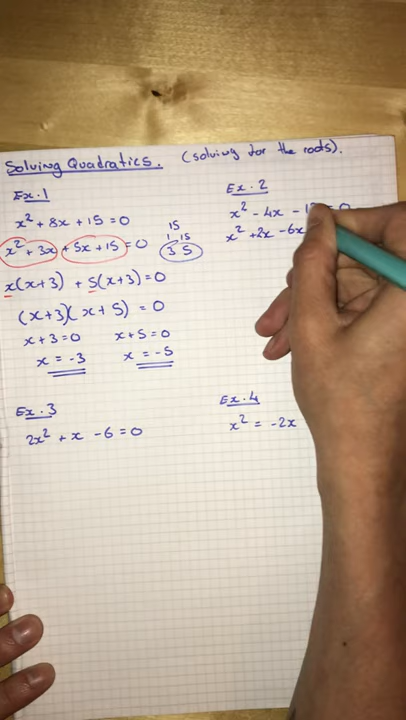 Solving Quadratics. (solving for the roots).
Ex.1
x² + 8x + 15 = 0
15
1 15
3 5
x² + 3x + 5x + 15 = 0
x(x+3) + 5(x+3) = 0
(x+3)(x+5) = 0
x+3=0 x+5=0
x = -3 x = -5
Ex.2
x² - 4x - 1 = 0
x² + 2x - 6x
Ex.3
2x² + x - 6 = 0
Ex.4
x² = -2x